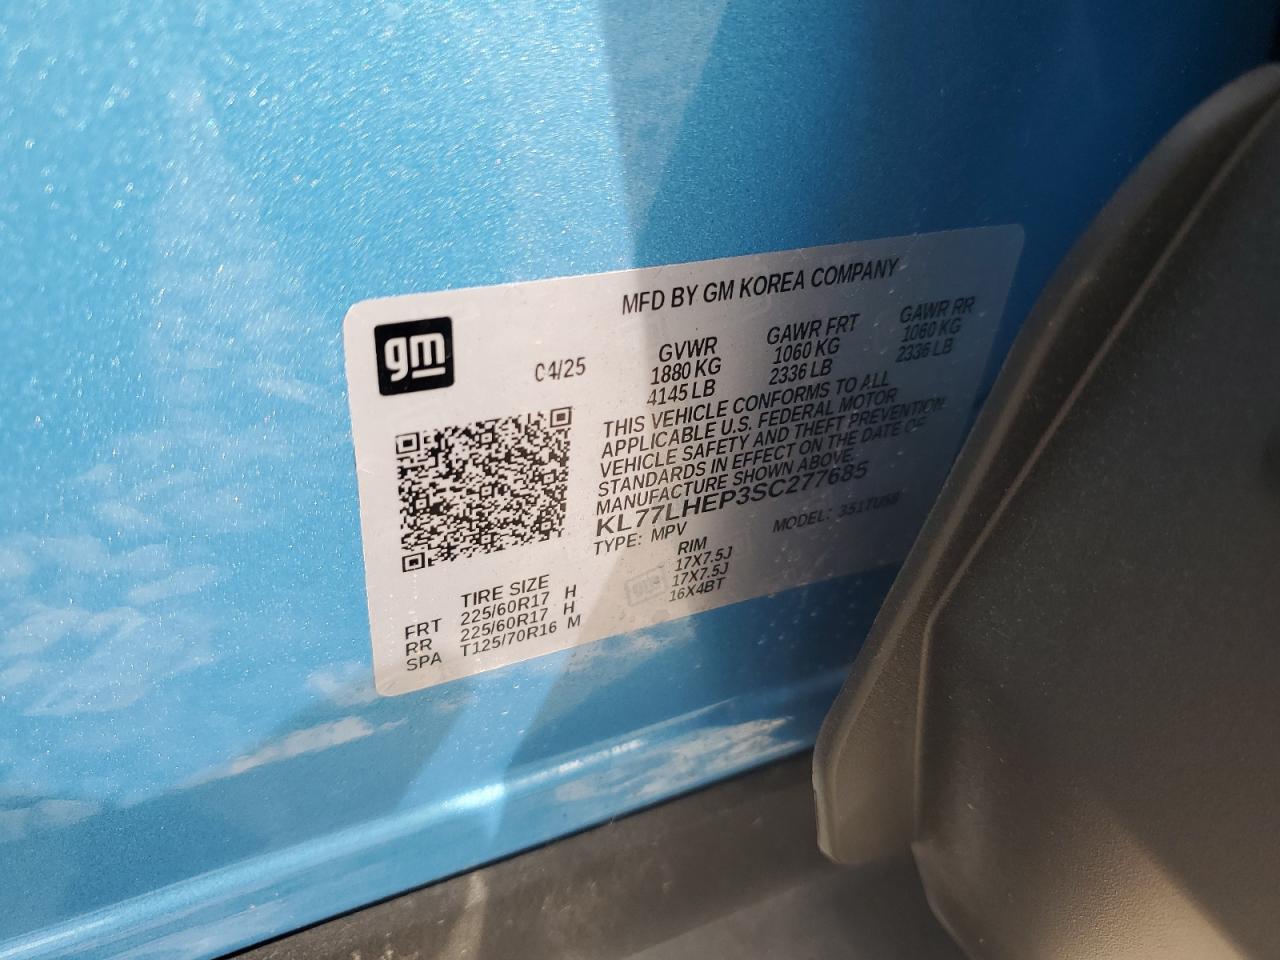 MFD BY GM KOREA COMPANY
gm
04/25
GVWR GAWR FRT GAWR RR
1880 KG 1060 KG 1060 KG
4145 LB 2336 LB 2336 LB
THIS VEHICLE CONFORMS TO ALL
APPLICABLE U.S. FEDERAL MOTOR
VEHICLE SAFETY AND THEFT PREVENTION
STANDARDS IN EFFECT ON THE DATE OF
MANUFACTURE SHOWN ABOVE.
KL77LHEP3SC277685
TYPE: MPV MODEL:
TIRE SIZE RIM
FRT 225/60R17 H 17X7.5J
RR 225/60R17 H 17X7.5J
SPA T125/70R16 M 16X4BT
gm